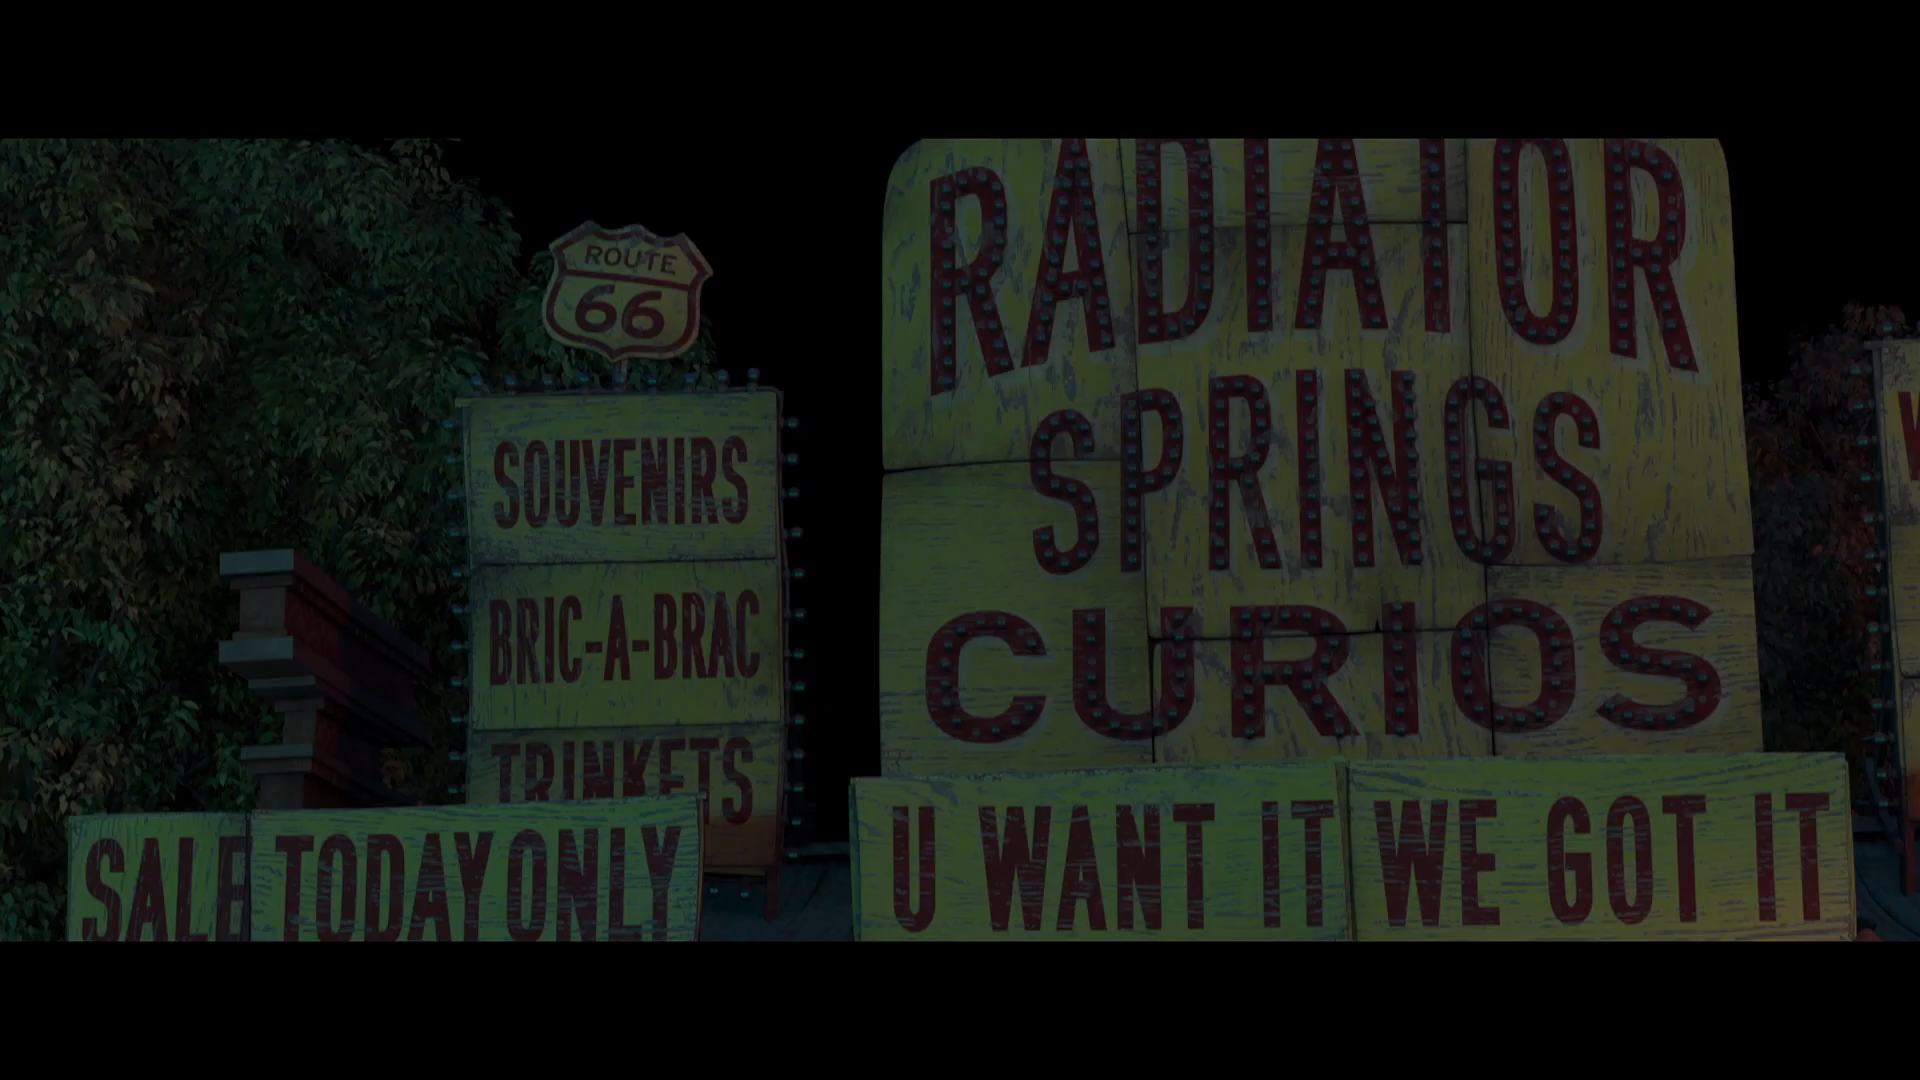 ROUTE
66
SOUVENIRS
BRIC-A-BRAC
TRINKETS
SALE TODAY ONLY
RADIATOR
SPRINGS
CURIOS
U WANT IT WE GOT IT